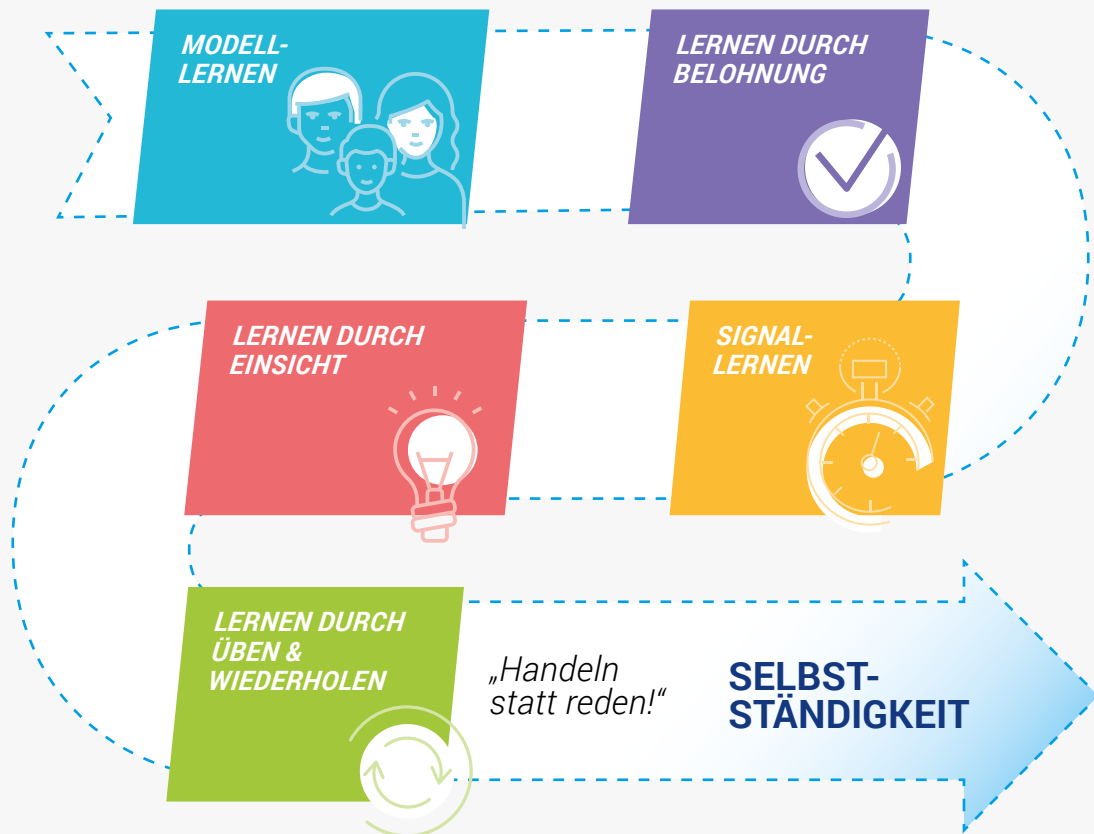 MODELL-
LERNEN
LERNEN DURCH
BELOHNUNG
SIGNAL-
LERNEN
LERNEN DURCH
EINSICHT
LERNEN DURCH
ÜBEN &
WIEDERHOLEN
„Handeln
statt reden!“
SELBST-
STÄNDIGKEIT